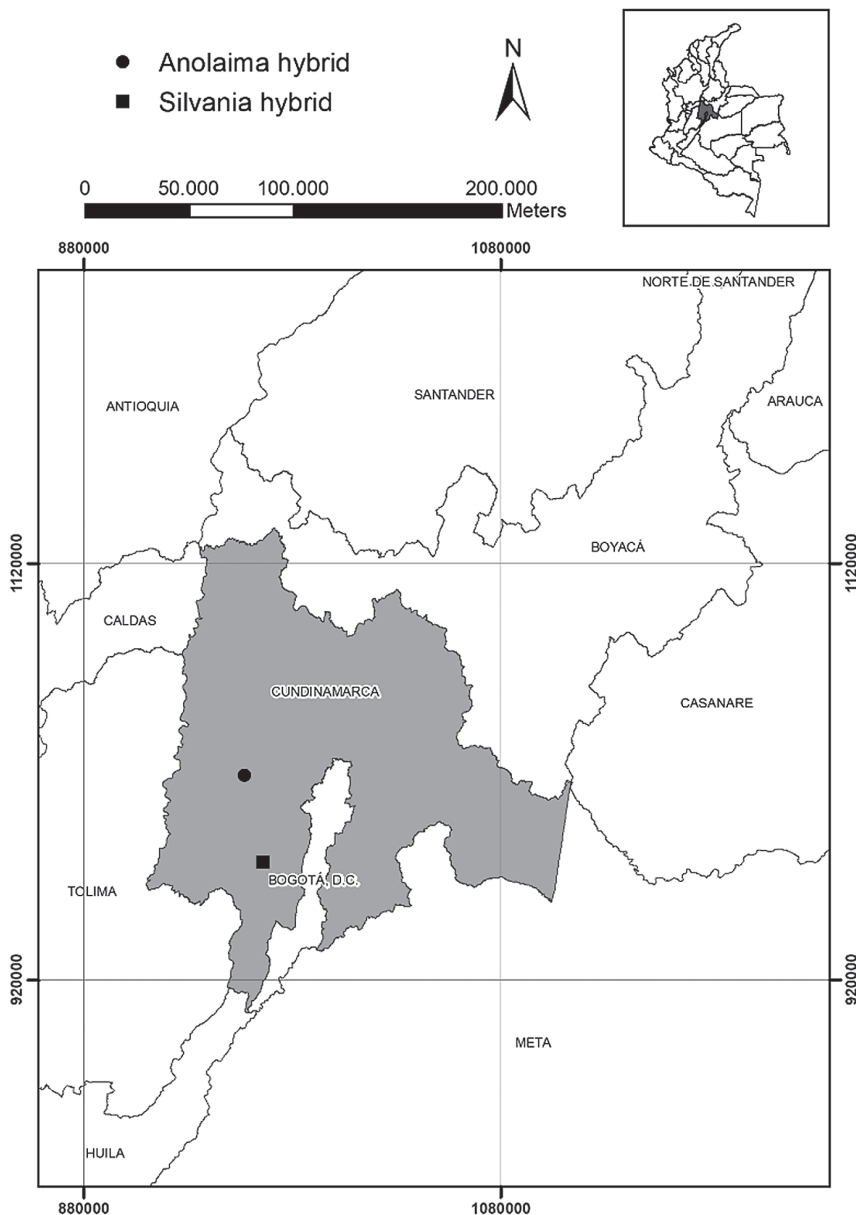 N
Anolaima hybrid
Silvania hybrid
0 50.000 100.000 200.000
Meters
880000 1080000
NORTE DE SANTANDER
SANTANDER
ARAUCA
ANTIOQUIA
BOYACÁ
1120000 1120000
CALDAS
CUNDINAMARCA
CASANARE
BOGOTÁ, D.C.
TOLIMA
920000 920000
META
HUILA
880000 1080000